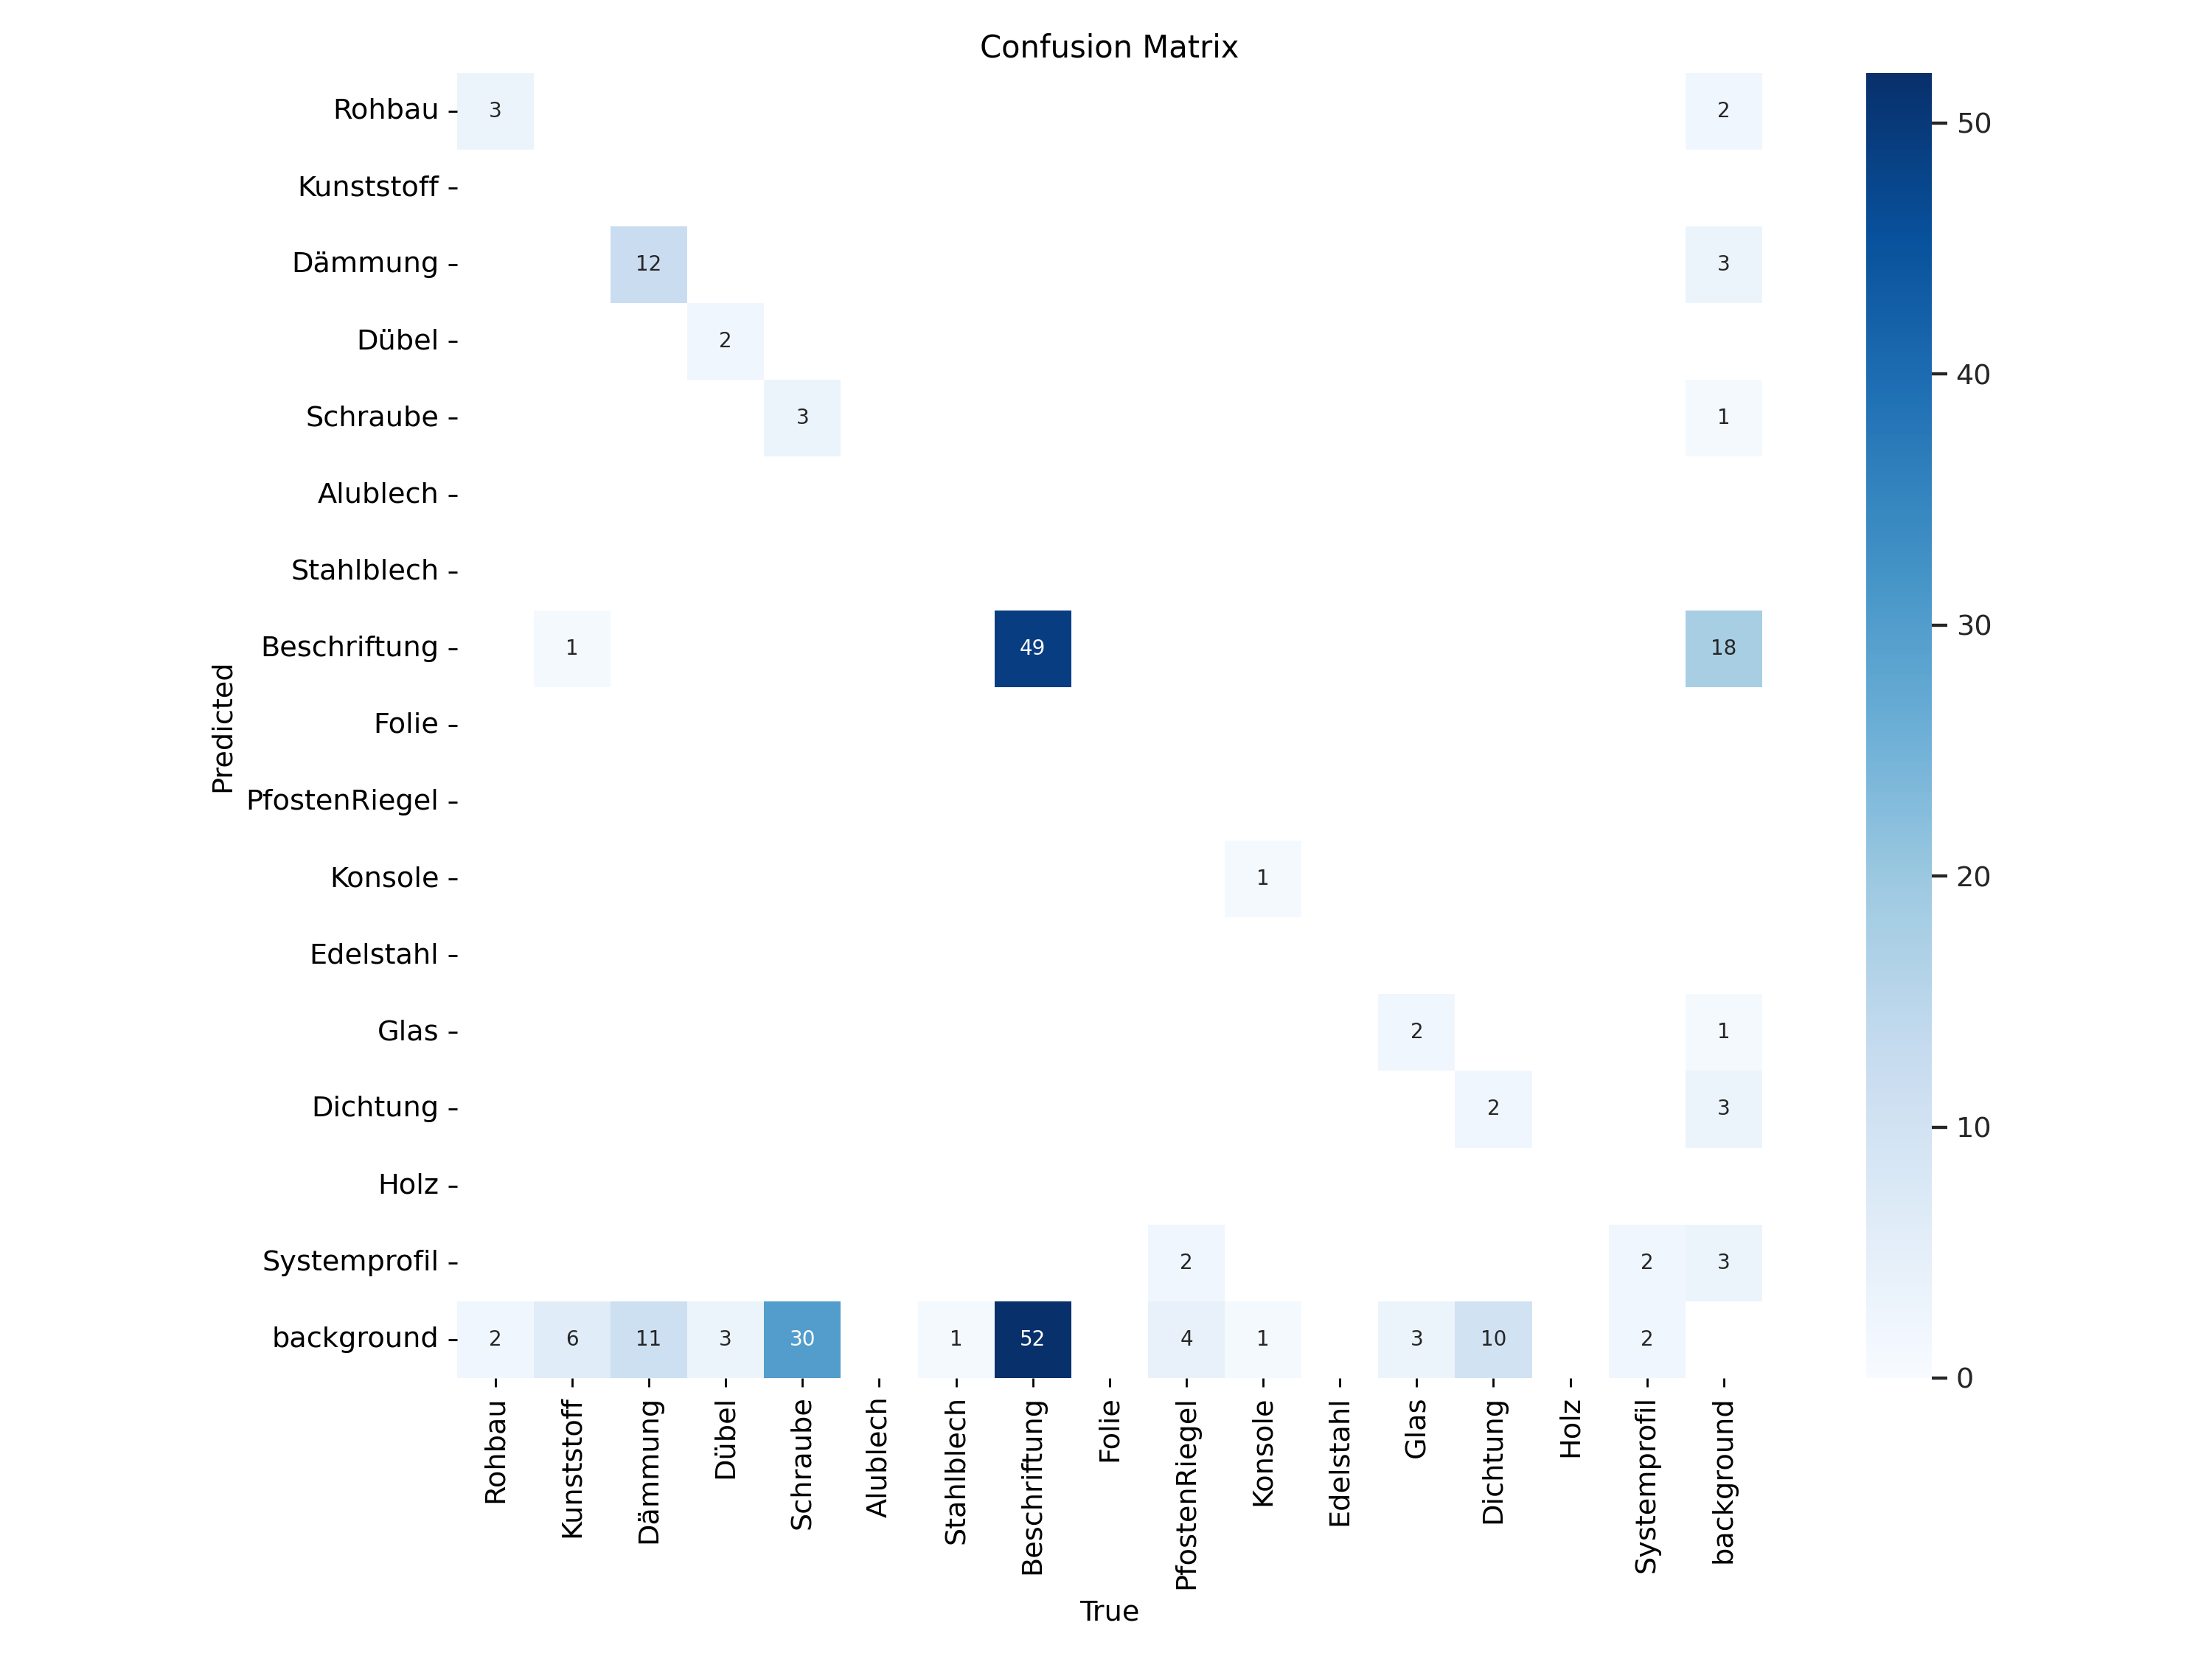 Confusion Matrix
Rohbau 3 2
Kunststoff
Dämmung 12 3
Dübel 2
Schraube 3 1
Alublech
Stahlblech
Beschriftung 1 49 18
Folie
PfostenRiegel
Konsole 1
Edelstahl
Glas 2 1
Dichtung 2 3
Holz
Systemprofil 2 2 3
background 2 6 11 3 30 1 52 4 1 3 10 2
Predicted
Rohbau
Kunststoff
Dämmung
Dübel
Schraube
Alublech
Stahlblech
Beschriftung
Folie
PfostenRiegel
Konsole
Edelstahl
Glas
Dichtung
Holz
Systemprofil
background
True
50
40
30
20
10
0